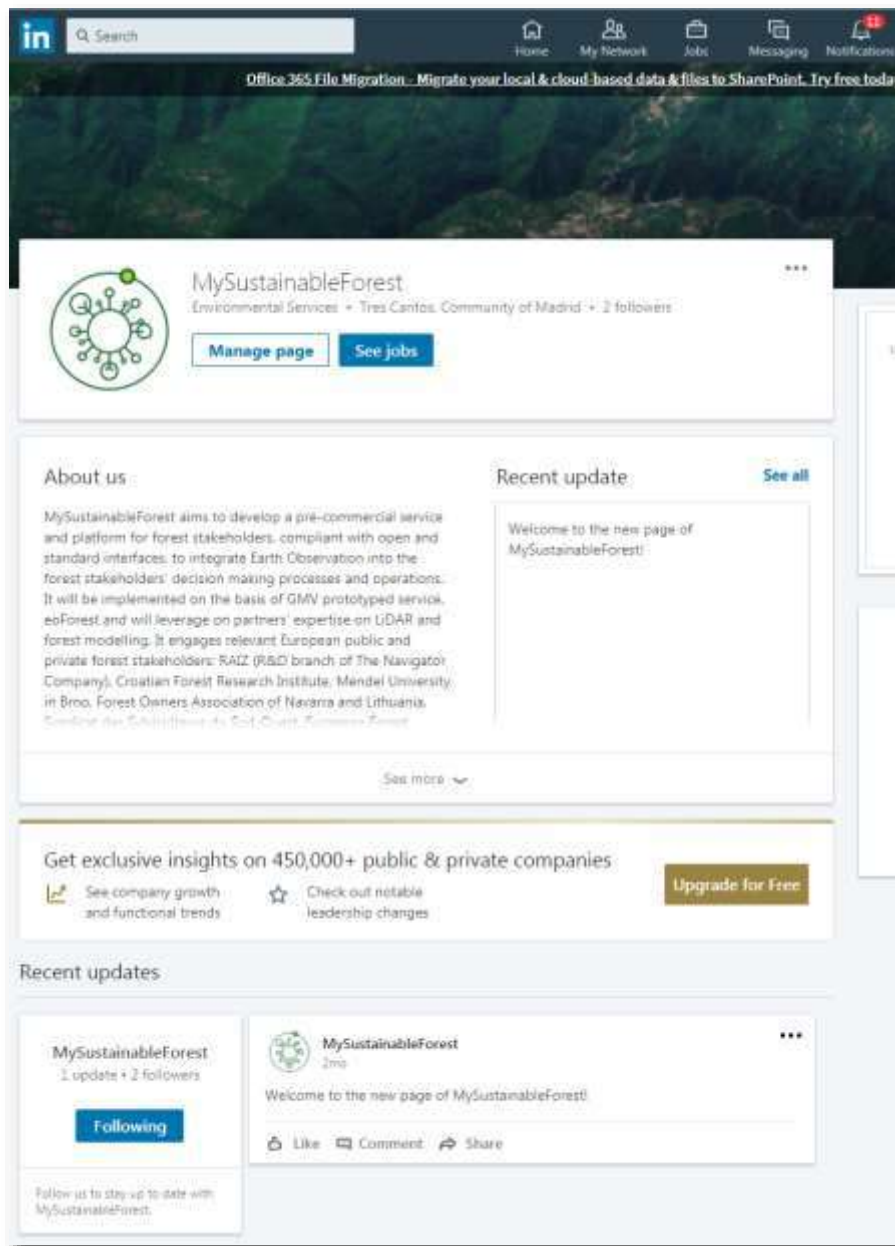 in
Search
Home
My Network
Jobs
Messaging
11
Notifications
Office 365 File Migration - Migrate your local & cloud-based data & files to SharePoint. Try free toda
MySustainableForest
Environmental Services • Tres Cantos, Community of Madrid • 2 followers
Manage page
See jobs
About us
MySustainableForest aims to develop a pre-commercial service
and platform for forest stakeholders, compliant with open and
standard interfaces, to integrate Earth Observation into the
forest stakeholders' decision making processes and operations.
It will be implemented on the basis of GMV prototyped service,
eoForest and will leverage on partners' expertise on LiDAR and
forest modelling. It engages relevant European public and
private forest stakeholders: RAIZ (R&D branch of The Navigator
Company), Croatian Forest Research Institute, Mendel University
in Brno, Forest Owners Association of Navarra and Lithuania,
Recent update
See all
Welcome to the new page of
MySustainableForest!
See more
Get exclusive insights on 450,000+ public & private companies
See company growth
and functional trends
Check out notable
leadership changes
Upgrade for Free
Recent updates
MySustainableForest
1 update • 2 followers
Following
Follow us to stay up to date with
MySustainableForest.
MySustainableForest
2mo
Welcome to the new page of MySustainableForest!
Like
Comment
Share